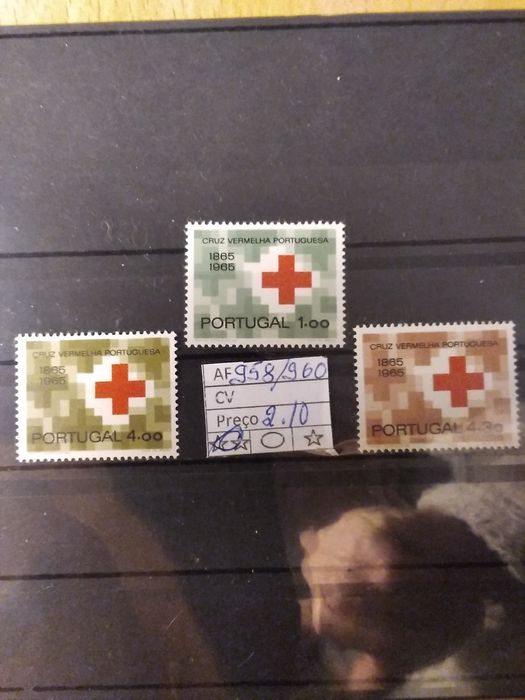 CRUZ VERMELHA PORTUGUESA
1865
1965
PORTUGAL 1.00
CRUZ VERMELHA PORTUGUESA
1865
1965
PORTUGAL 4.00
AF 958/960
CV
Preço 2.10
CRUZ VERMELHA PORTUGUESA
1865
1965
PORTUGAL 4.30